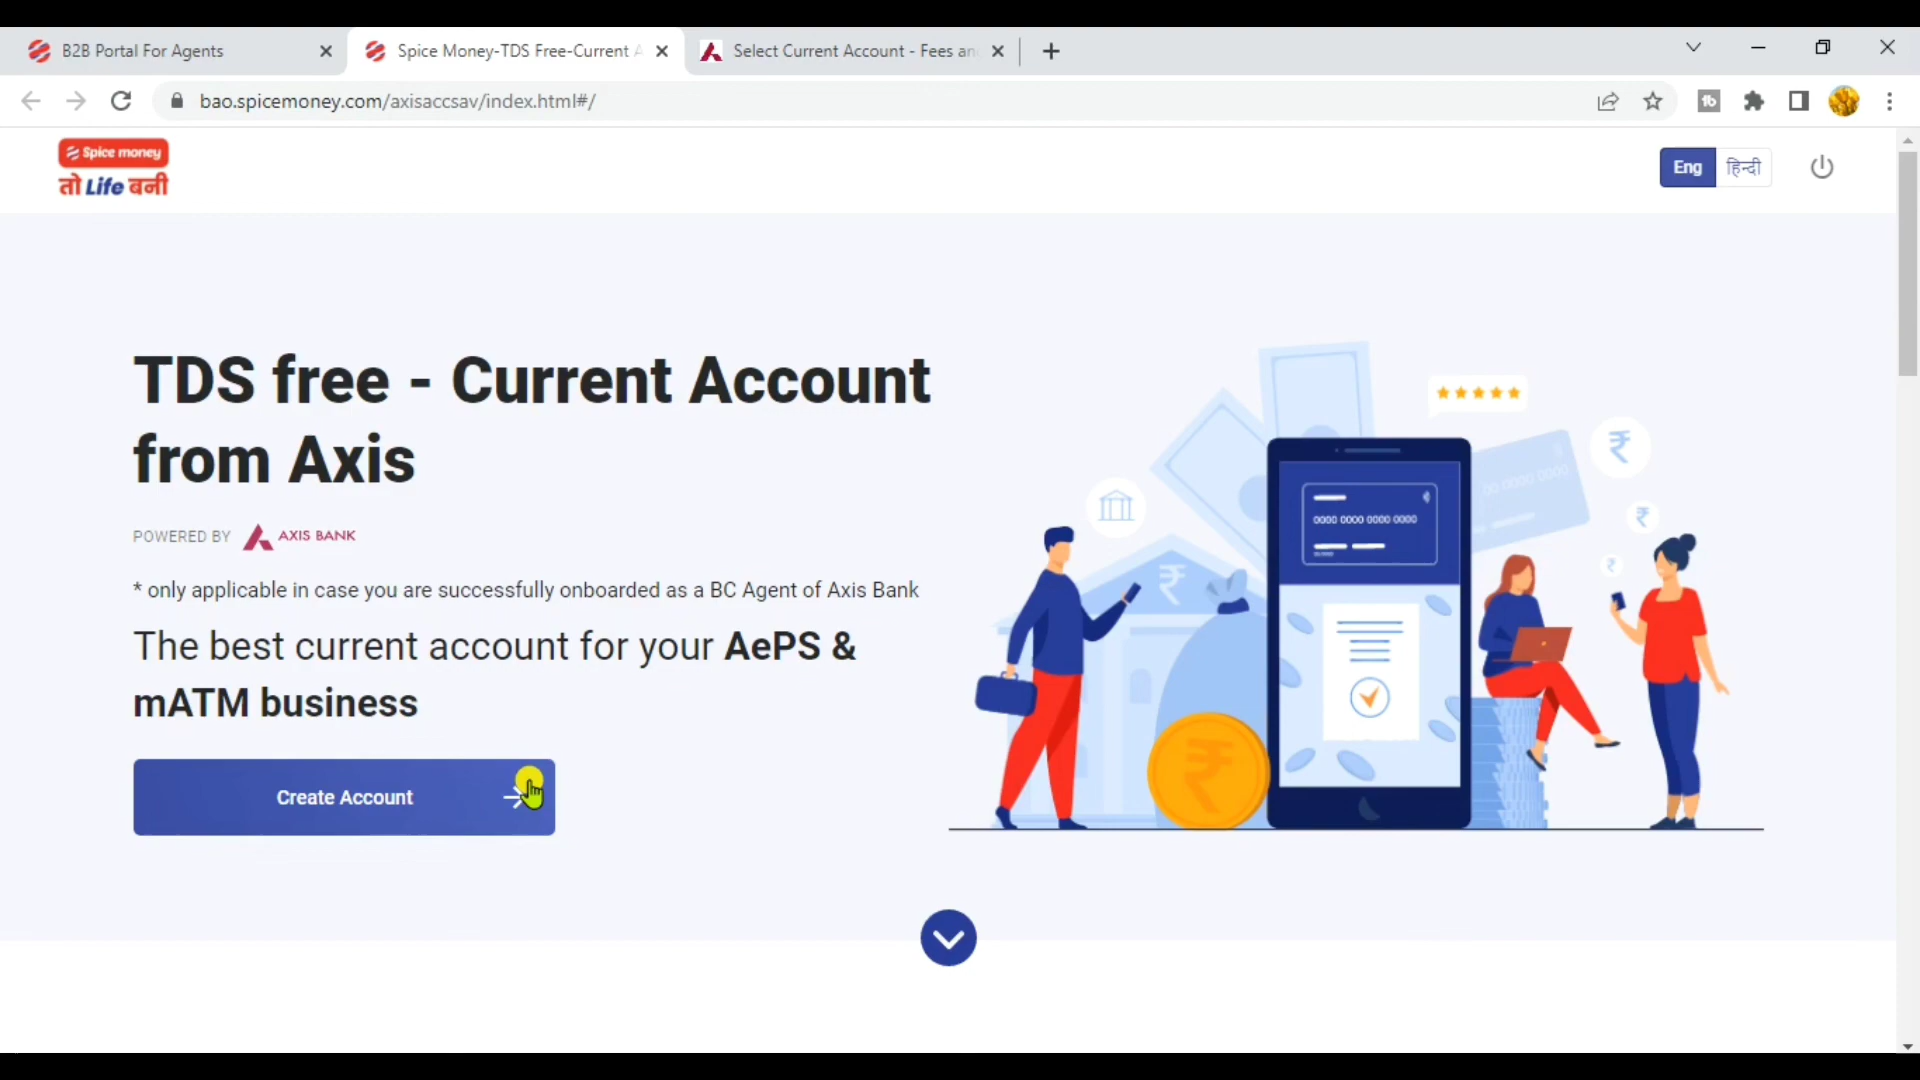 B2B Portal For Agents
Spice Money-TDS Free-Current A
Select Current Account - Fees an
bao.spicemoney.com/axisaccsav/index.html#/
Spice money
तो Life बनी
Eng
हिन्दी
TDS free - Current Account
from Axis
POWERED BY AXIS BANK
* only applicable in case you are successfully onboarded as a BC Agent of Axis Bank
The best current account for your AePS &
mATM business
Create Account
0000 0000 0000 0000
00 0000 0000